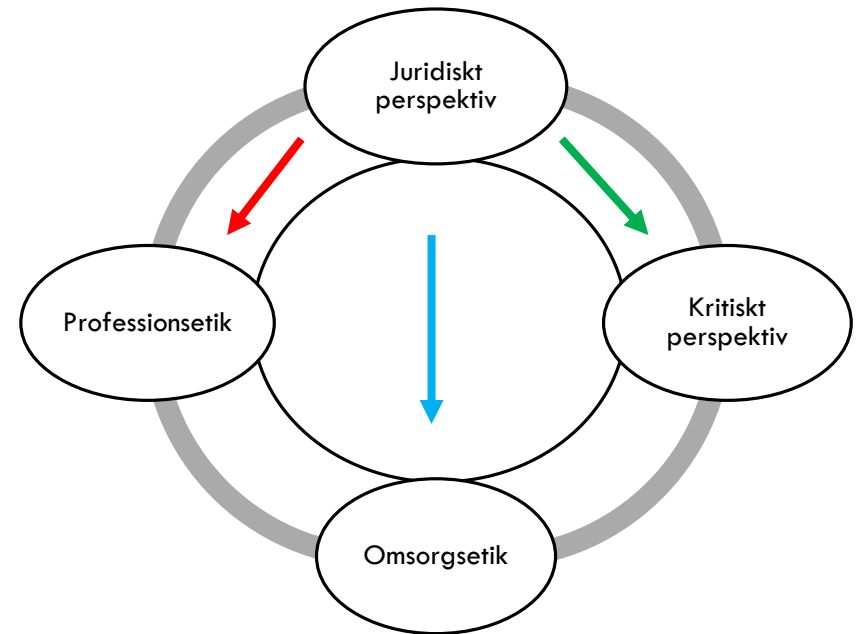 Juridiskt
perspektiv
Professionsetik
Kritiskt
perspektiv
Omsorgsetik